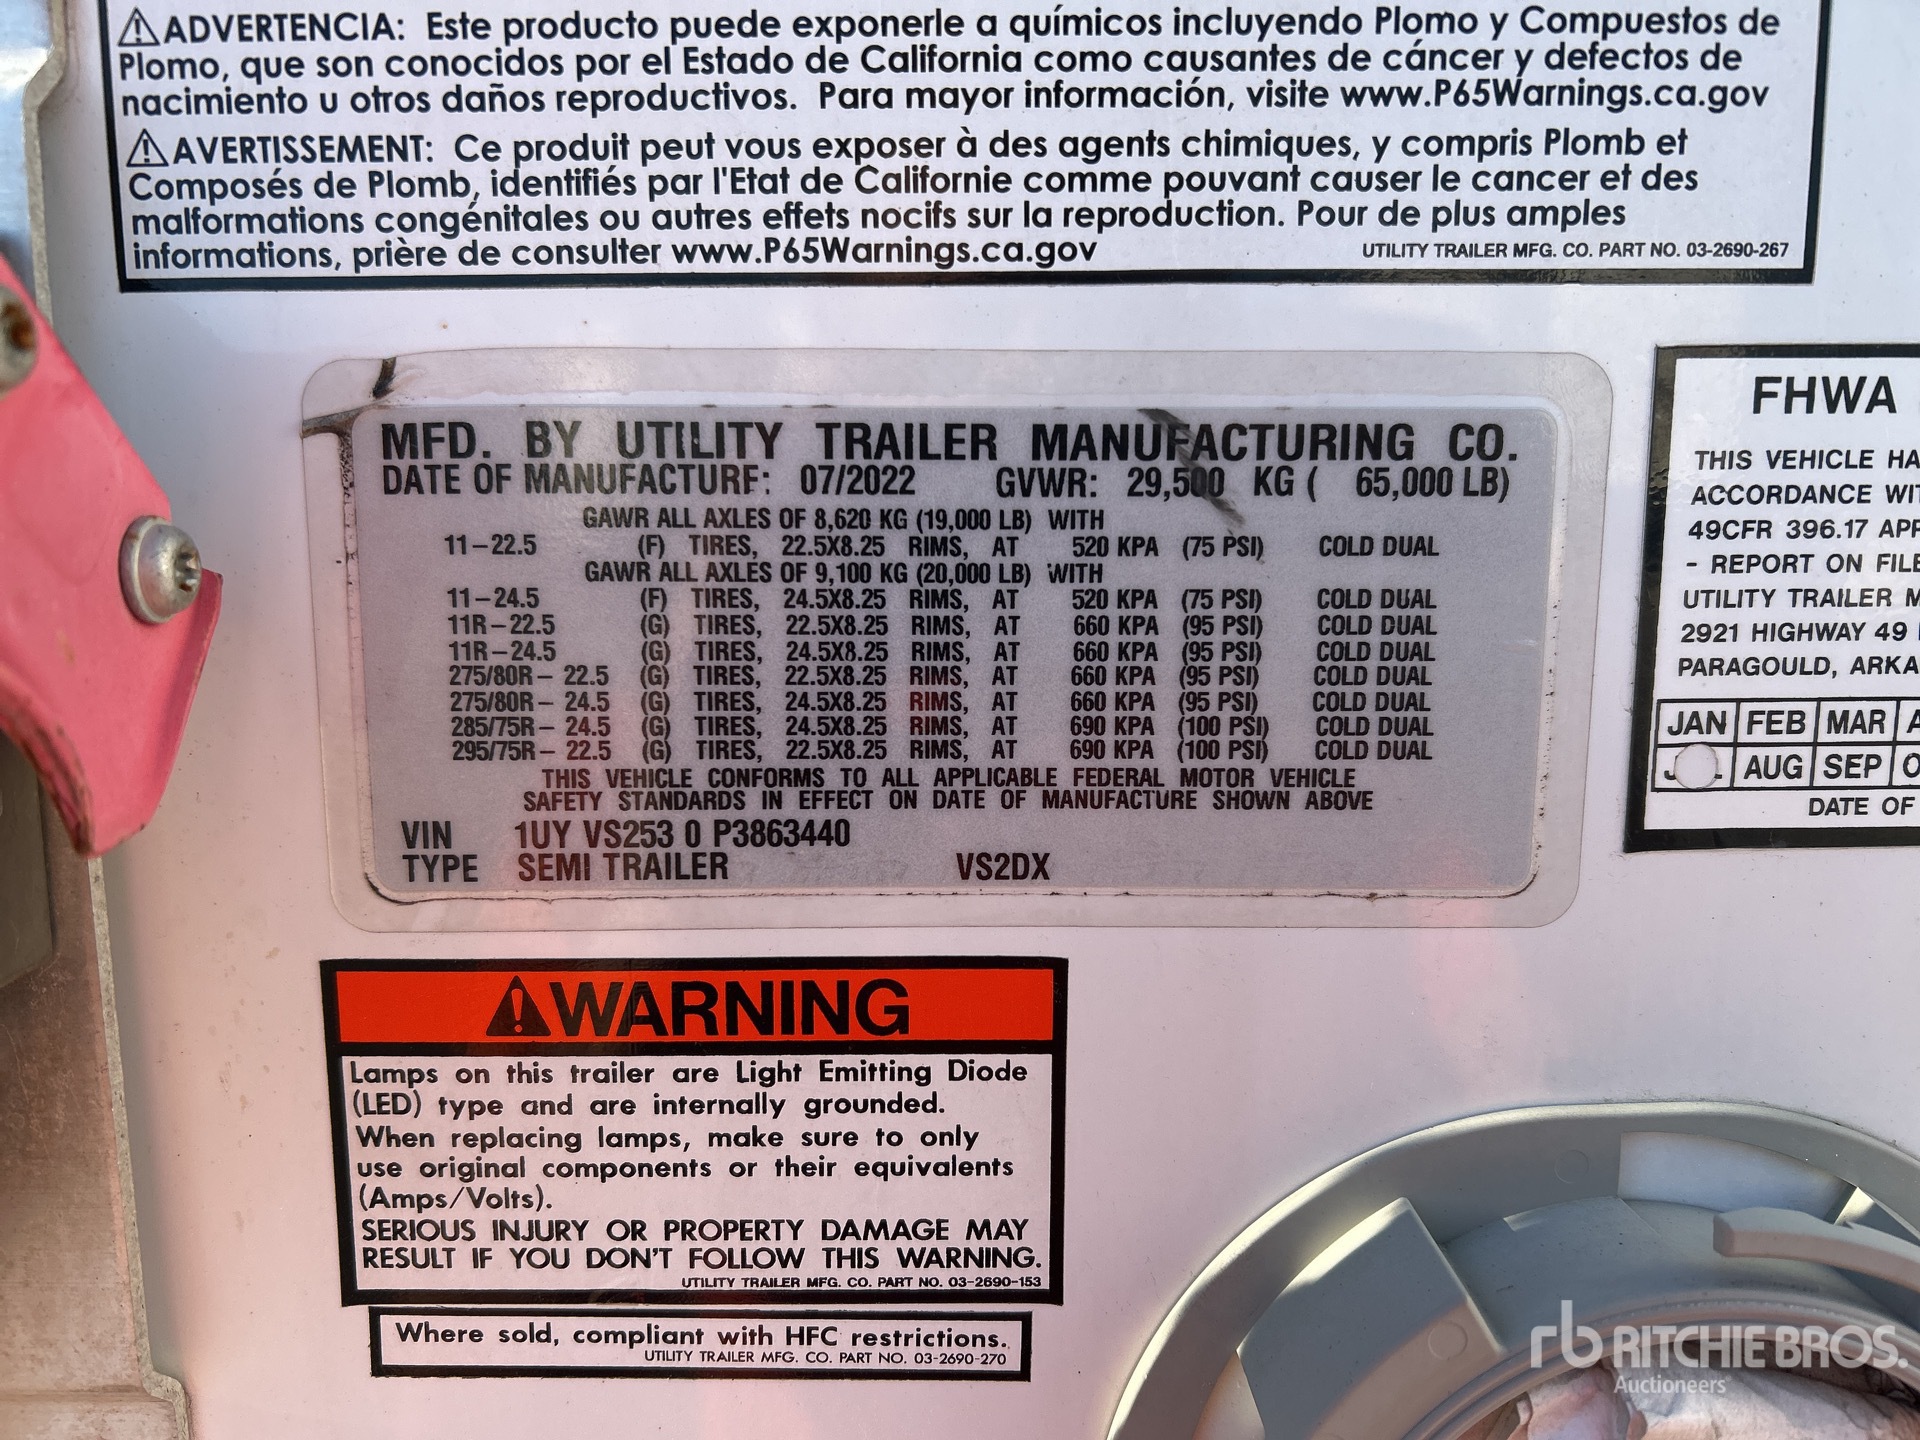 ⚠ADVERTENCIA: Este producto puede exponerle a químicos incluyendo Plomo y Compuestos de
Plomo, que son conocidos por el Estado de California como causantes de cáncer y defectos de
nacimiento u otros daños reproductivos. Para mayor información, visite www.P65Warnings.ca.gov
⚠AVERTISSEMENT: Ce produit peut vous exposer à des agents chimiques, y compris Plomb et
Composés de Plomb, identifiés par l'Etat de Californie comme pouvant causer le cancer et des
malformations congénitales ou autres effets nocifs sur la reproduction. Pour de plus amples
informations, prière de consulter www.P65Warnings.ca.gov
UTILITY TRAILER MFG. CO. PART NO. 03-2690-267
MFD. BY UTILITY TRAILER MANUFACTURING CO.
DATE OF MANUFACTURE: 07/2022 GVWR: 29,500 KG ( 65,000 LB)
GAWR ALL AXLES OF 8,620 KG (19,000 LB) WITH
11-22.5 (F) TIRES, 22.5X8.25 RIMS, AT 520 KPA (75 PSI) COLD DUAL
GAWR ALL AXLES OF 9,100 KG (20,000 LB) WITH
11-24.5 (F) TIRES, 24.5X8.25 RIMS, AT 520 KPA (75 PSI) COLD DUAL
11R-22.5 (G) TIRES, 22.5X8.25 RIMS, AT 660 KPA (95 PSI) COLD DUAL
11R-24.5 (G) TIRES, 24.5X8.25 RIMS, AT 660 KPA (95 PSI) COLD DUAL
275/80R- 22.5 (G) TIRES, 22.5X8.25 RIMS, AT 660 KPA (95 PSI) COLD DUAL
275/80R- 24.5 (G) TIRES, 24.5X8.25 RIMS, AT 660 KPA (95 PSI) COLD DUAL
285/75R- 24.5 (G) TIRES, 24.5X8.25 RIMS, AT 690 KPA (100 PSI) COLD DUAL
295/75R- 22.5 (G) TIRES, 22.5X8.25 RIMS, AT 690 KPA (100 PSI) COLD DUAL
THIS VEHICLE CONFORMS TO ALL APPLICABLE FEDERAL MOTOR VEHICLE
SAFETY STANDARDS IN EFFECT ON DATE OF MANUFACTURE SHOWN ABOVE
VIN 1UY VS253 0 P3863440
TYPE SEMI TRAILER VS2DX
FHWA
THIS VEHICLE HA
ACCORDANCE WIT
49CFR 396.17 APP
- REPORT ON FILE
UTILITY TRAILER M
2921 HIGHWAY 49
PARAGOULD, ARKA
JAN FEB MAR A
AUG SEP O
DATE OF
⚠WARNING
Lamps on this trailer are Light Emitting Diode
(LED) type and are internally grounded.
When replacing lamps, make sure to only
use original components or their equivalents
(Amps/Volts).
SERIOUS INJURY OR PROPERTY DAMAGE MAY
RESULT IF YOU DON'T FOLLOW THIS WARNING.
UTILITY TRAILER MFG. CO. PART NO. 03-2690-153
Where sold, compliant with HFC restrictions.
UTILITY TRAILER MFG. CO. PART NO. 03-2690-270
rb RITCHIE BROS.
Auctioneers